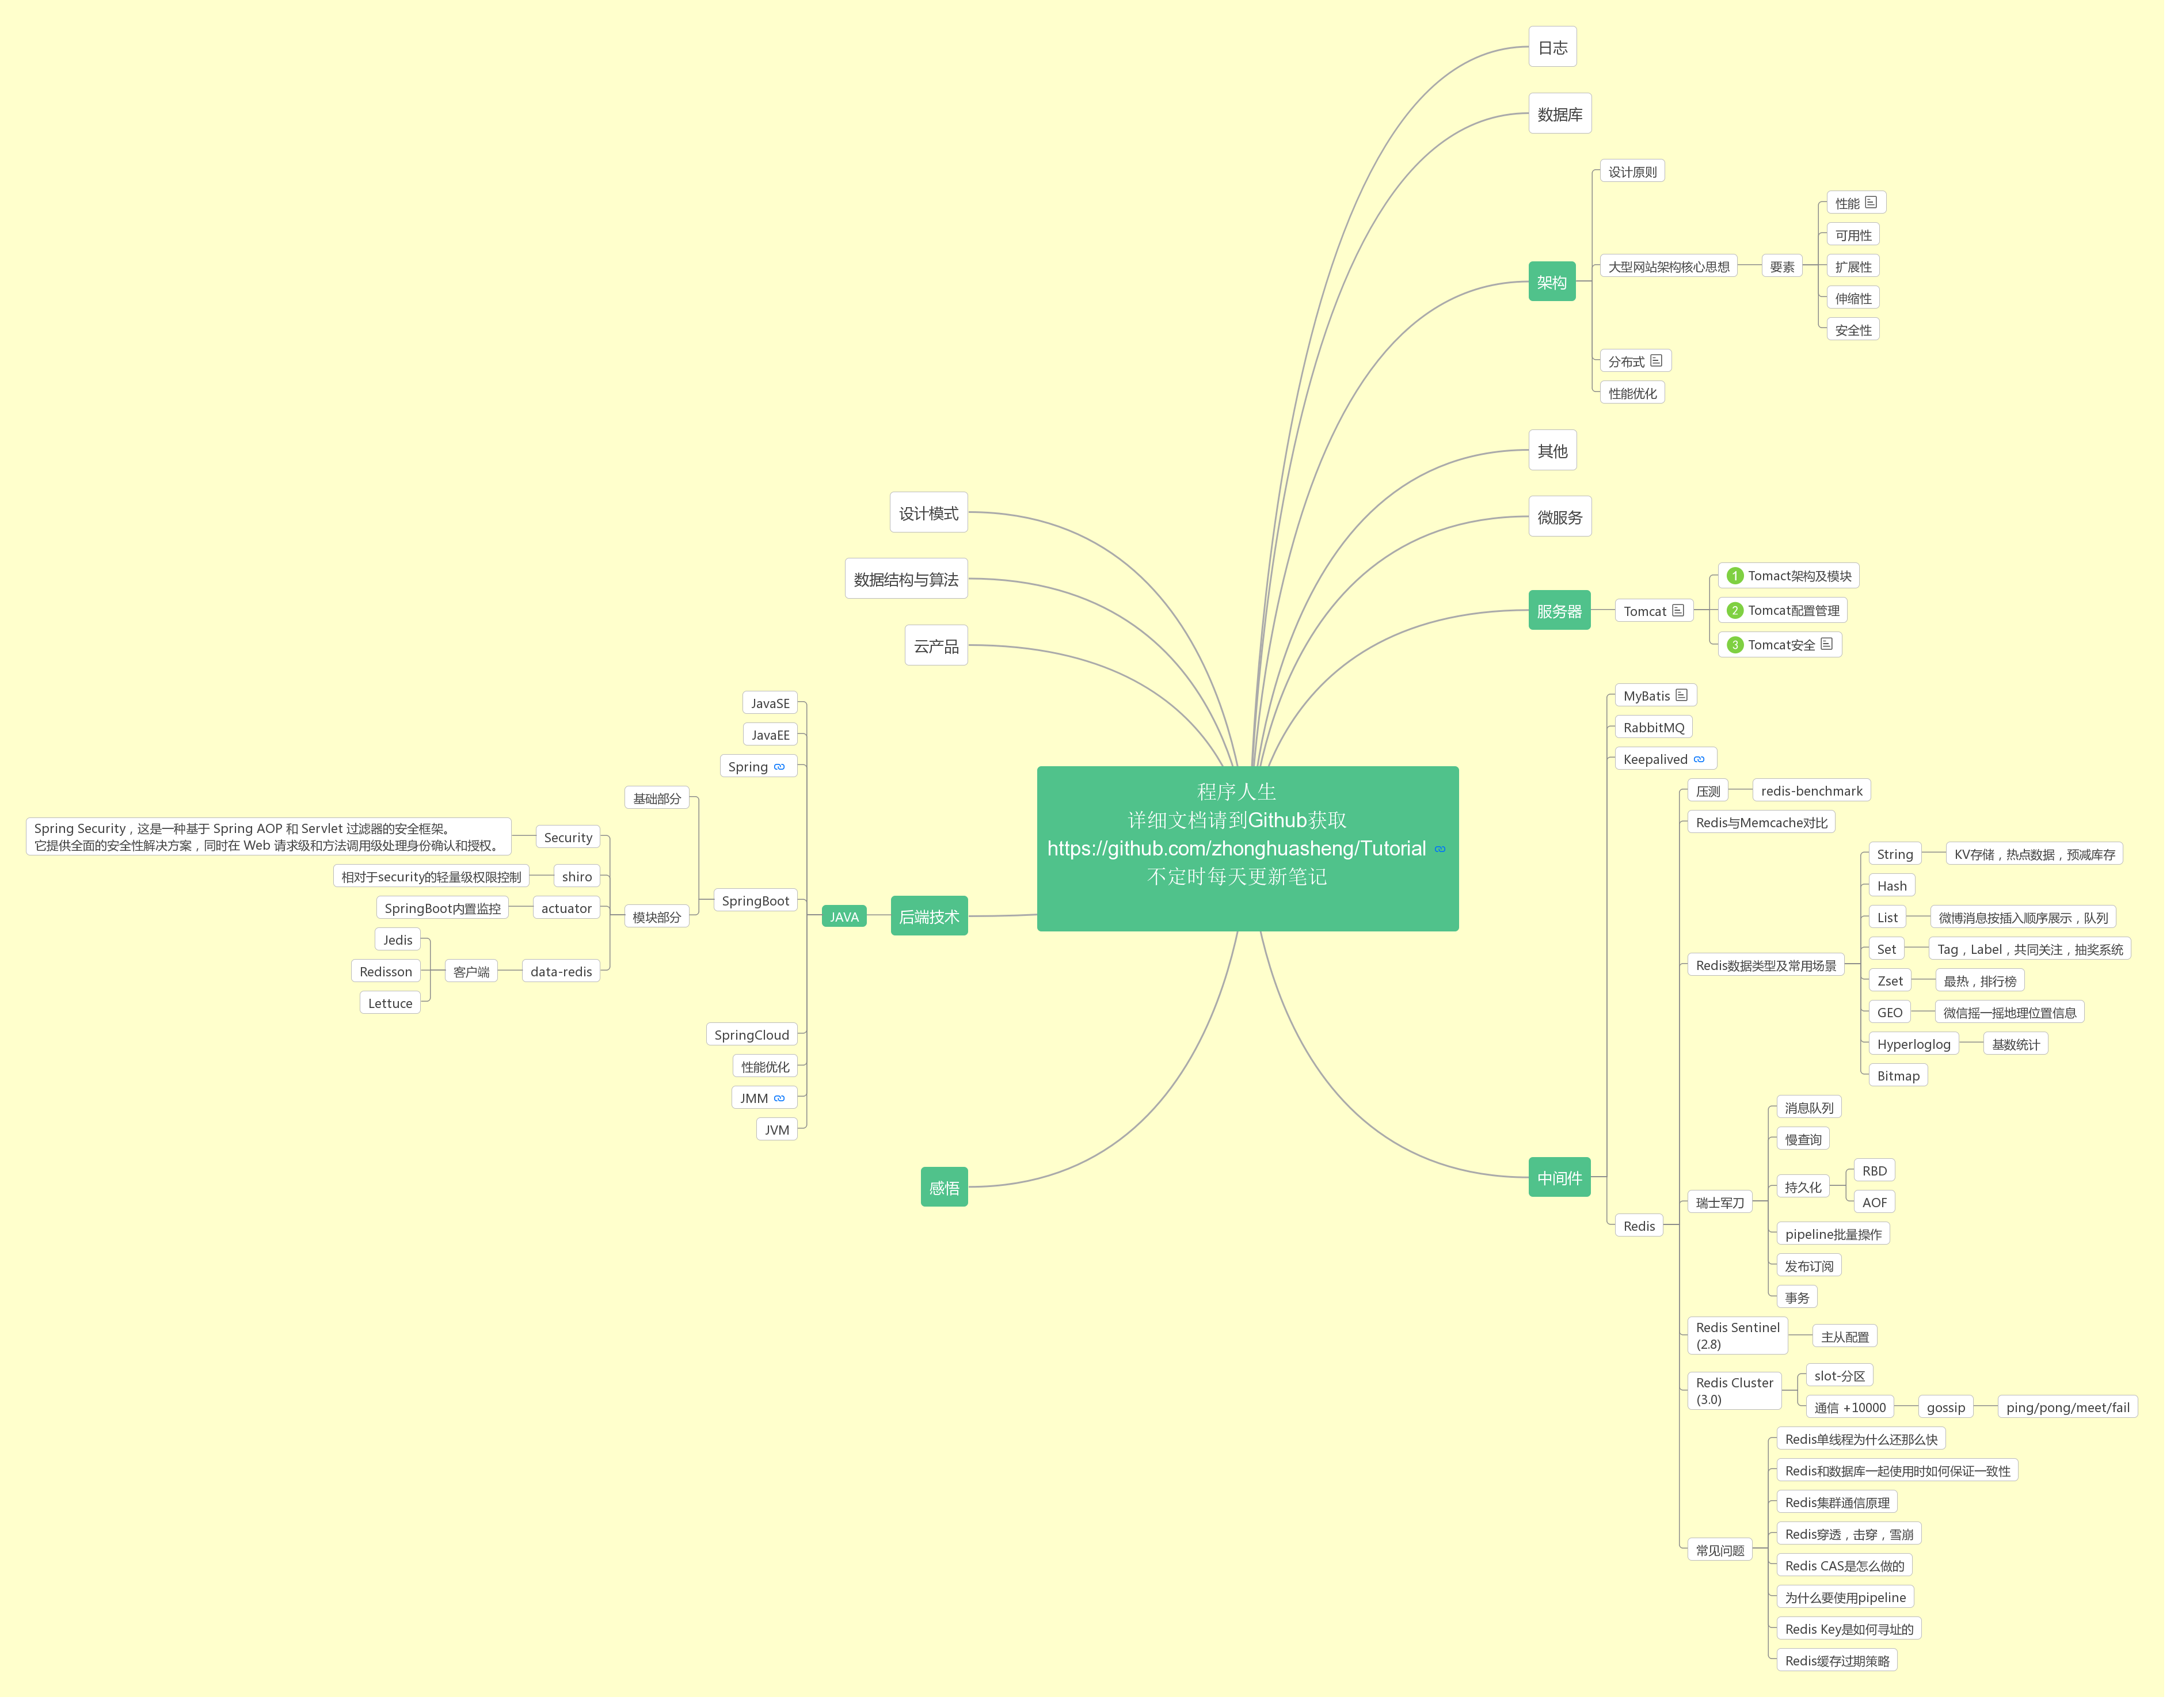 程序人生
详细文档请到Github获取
https://github.com/zhonghuasheng/Tutorial
不定时每天更新笔记
日志
数据库
架构
设计原则
大型网站架构核心思想
要素
性能
可用性
扩展性
伸缩性
安全性
分布式
性能优化
其他
微服务
服务器
Tomcat
1 Tomact架构及模块
2 Tomcat配置管理
3 Tomcat安全
中间件
MyBatis
RabbitMQ
Keepalived
Redis
压测
redis-benchmark
Redis与Memcache对比
Redis数据类型及常用场景
String
KV存储，热点数据，预减库存
Hash
List
微博消息按插入顺序展示，队列
Set
Tag，Label，共同关注，抽奖系统
Zset
最热，排行榜
GEO
微信摇一摇地理位置信息
Hyperloglog
基数统计
Bitmap
瑞士军刀
消息队列
慢查询
持久化
RBD
AOF
pipeline批量操作
发布订阅
事务
Redis Sentinel
(2.8)
主从配置
Redis Cluster
(3.0)
slot-分区
通信 +10000
gossip
ping/pong/meet/fail
常见问题
Redis单线程为什么还那么快
Redis和数据库一起使用时如何保证一致性
Redis集群通信原理
Redis穿透，击穿，雪崩
Redis CAS是怎么做的
为什么要使用pipeline
Redis Key是如何寻址的
Redis缓存过期策略
设计模式
数据结构与算法
云产品
后端技术
JAVA
JavaSE
JavaEE
Spring
SpringBoot
基础部分
模块部分
Security
Spring Security，这是一种基于 Spring AOP 和 Servlet 过滤器的安全框架。
它提供全面的安全性解决方案，同时在 Web 请求级和方法调用级处理身份确认和授权。
shiro
相对于security的轻量级权限控制
actuator
SpringBoot内置监控
data-redis
客户端
Jedis
Redisson
Lettuce
SpringCloud
性能优化
JMM
JVM
感悟